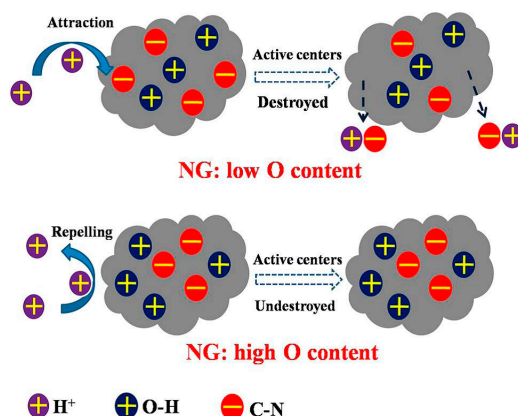 Attraction
Active centers
Destroyed
NG: low O content
Repelling
Active centers
Undestroyed
NG: high O content
H⁺ O-H C-N